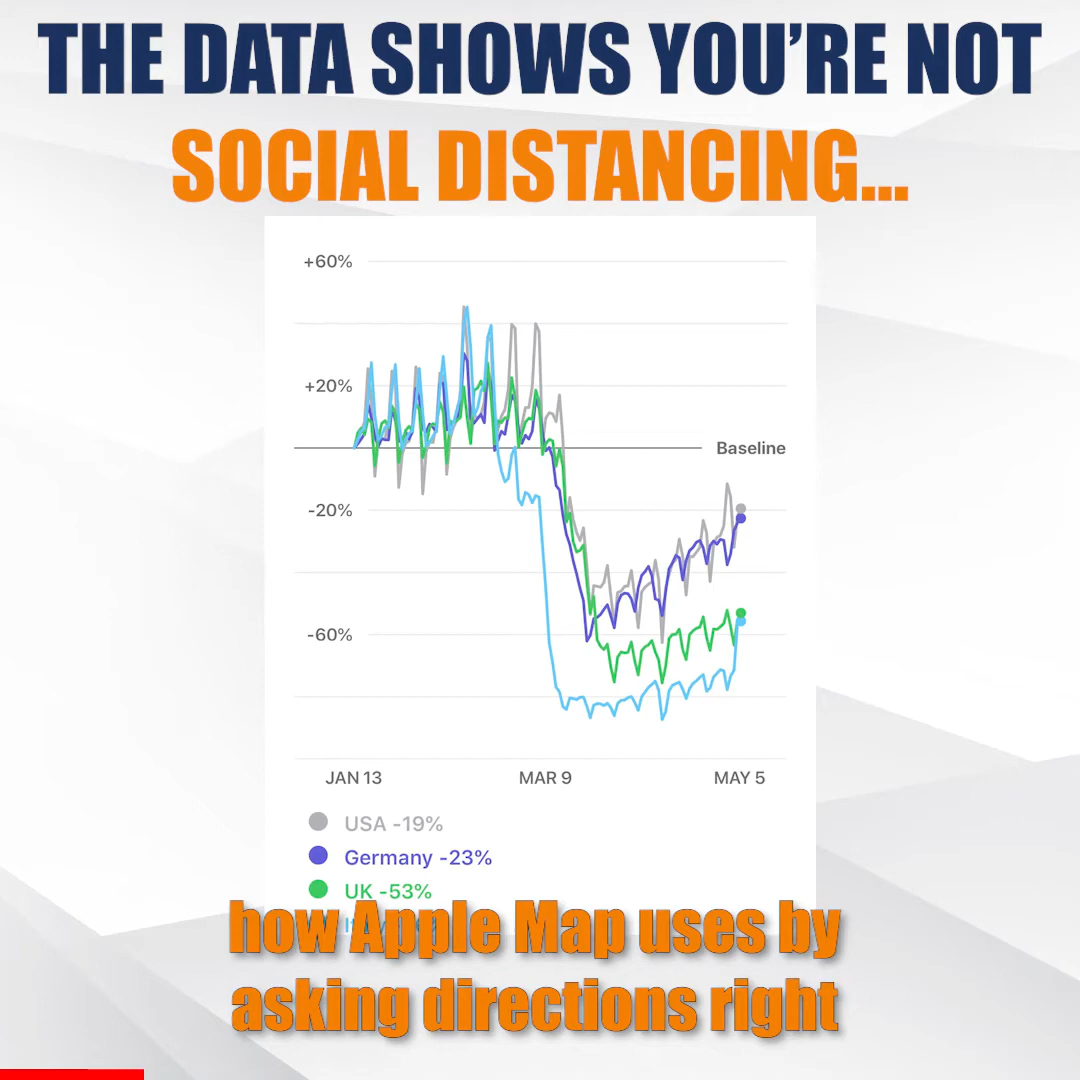 THE DATA SHOWS YOU'RE NOT
SOCIAL DISTANCING...
+60%
+20%
Baseline
-20%
-60%
JAN 13 MAR 9 MAY 5
USA -19%
Germany -23%
UK -53%
how Apple Map uses by
asking directions right